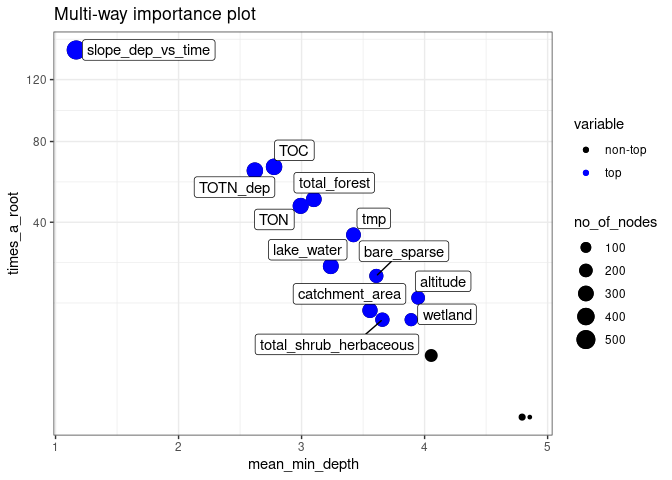 Multi-way importance plot
slope_dep_vs_time
120
TOC
80
TOTN_dep
total_forest
TON
tmp
40
lake_water
bare_sparse
altitude
catchment_area
wetland
total_shrub_herbaceous
times_a_root
1
2
3
4
5
mean_min_depth
variable
non-top
top
no_of_nodes
100
200
300
400
500